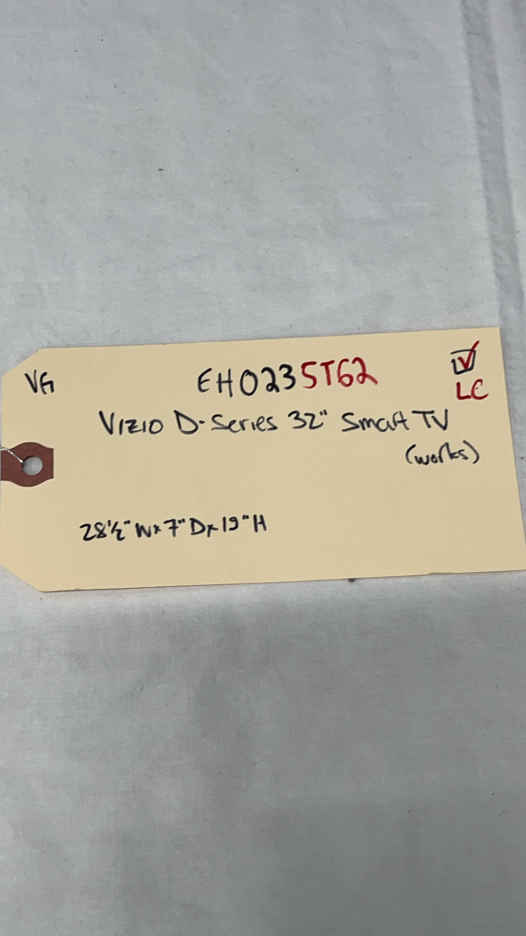 VG
EH0235T62
LC
VIZIO D-Series 32" Smart TV
(works)
28½" W x 7" D x 19" H